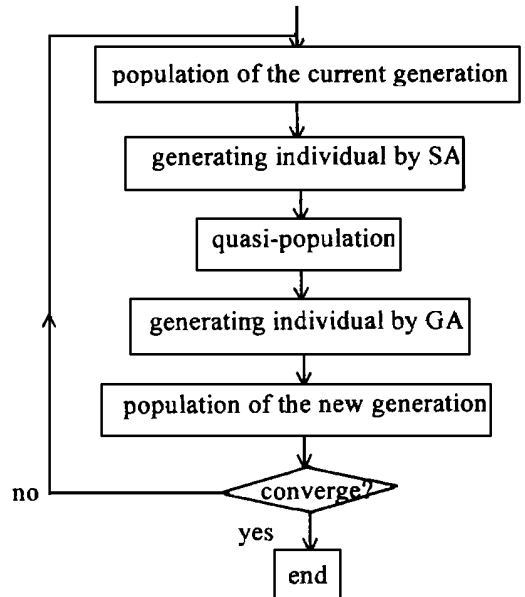 population of the current generation
generating individual by SA
quasi-population
generating individual by GA
population of the new generation
converge?
no
yes
end